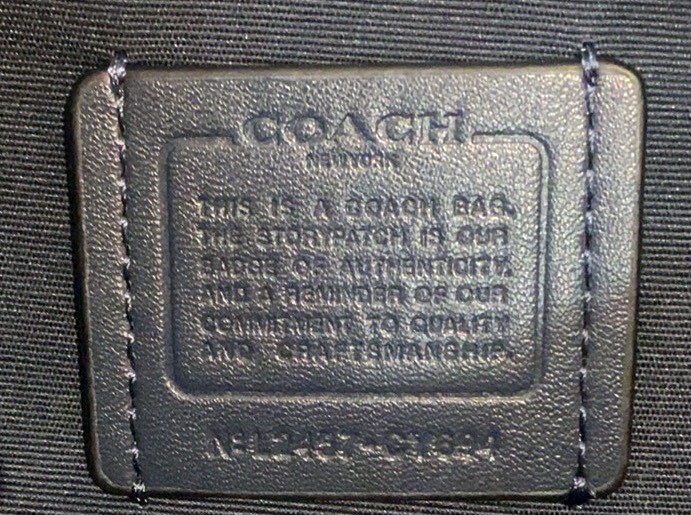 COACH
NEW YORK
THIS IS A COACH BAG.
THE STORYPATCH IS OUR
BADGE OF AUTHENTICITY,
AND A REMINDER OF OUR
COMMITMENT TO QUALITY
AND CRAFTSMANSHIP.